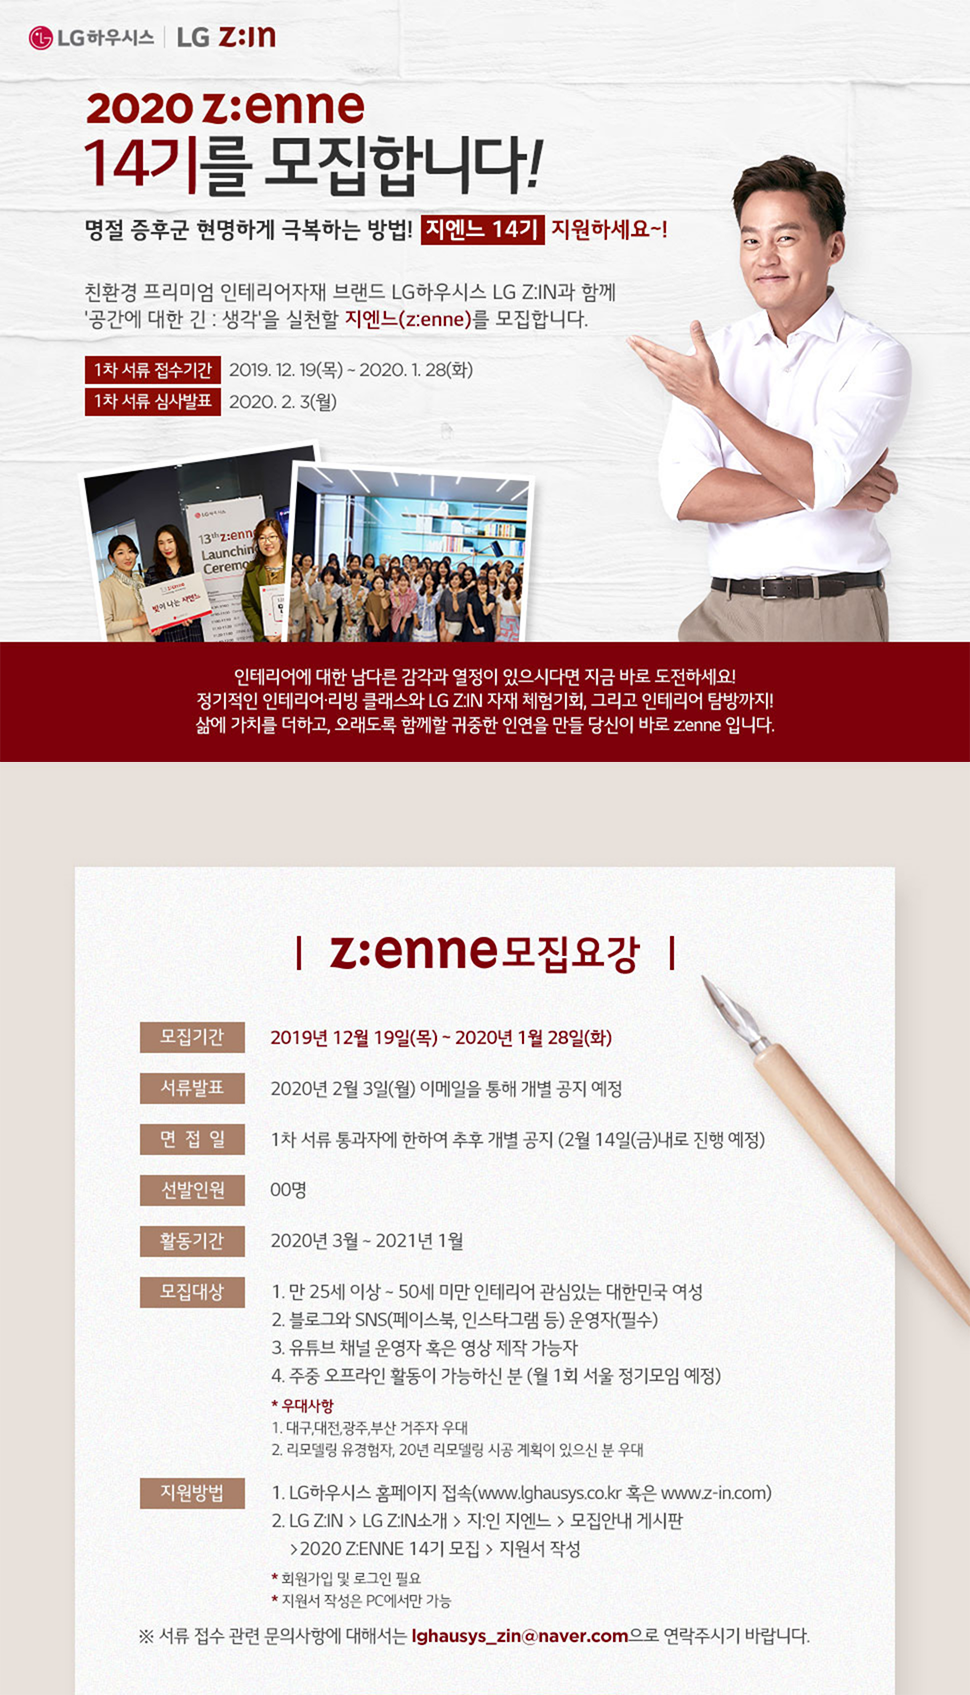 LG하우시스 LG Z:IN
2020 z:enne
14기를 모집합니다!
명절 증후군 현명하게 극복하는 방법! 지엔느 14기 지원하세요~!
친환경 프리미엄 인테리어자재 브랜드 LG하우시스 LG Z:IN과 함께
'공간에 대한 긴 : 생각'을 실천할 지엔느(z:enne)를 모집합니다.
1차 서류 접수기간 2019. 12. 19(목) ~ 2020. 1. 28(화)
1차 서류 심사발표 2020. 2. 3(월)
LG하우시스
13th z:enne
Launching
Ceremo
빛이 나는 지엔느
인테리어에 대한 남다른 감각과 열정이 있으시다면 지금 바로 도전하세요!
정기적인 인테리어·리빙 클래스와 LG Z:IN 자재 체험기회, 그리고 인테리어 탐방까지!
삶에 가치를 더하고, 오래도록 함께할 귀중한 인연을 만들 당신이 바로 z:enne 입니다.
| z:enne모집요강 |
모집기간 2019년 12월 19일(목) ~ 2020년 1월 28일(화)
서류발표 2020년 2월 3일(월) 이메일을 통해 개별 공지 예정
면 접 일 1차 서류 통과자에 한하여 추후 개별 공지 (2월 14일(금)내로 진행 예정)
선발인원 00명
활동기간 2020년 3월 ~ 2021년 1월
모집대상 1. 만 25세 이상 ~ 50세 미만 인테리어 관심있는 대한민국 여성
2. 블로그와 SNS(페이스북, 인스타그램 등) 운영자(필수)
3. 유튜브 채널 운영자 혹은 영상 제작 가능자
4. 주중 오프라인 활동이 가능하신 분 (월 1회 서울 정기모임 예정)
* 우대사항
1. 대구,대전,광주,부산 거주자 우대
2. 리모델링 유경험자, 20년 리모델링 시공 계획이 있으신 분 우대
지원방법 1. LG하우시스 홈페이지 접속(www.lghausys.co.kr 혹은 www.z-in.com)
2. LG Z:IN > LG Z:IN소개 > 지:인 지엔느 > 모집안내 게시판
>2020 Z:ENNE 14기 모집 > 지원서 작성
* 회원가입 및 로그인 필요
* 지원서 작성은 PC에서만 가능
※ 서류 접수 관련 문의사항에 대해서는 lghausys_zin@naver.com으로 연락주시기 바랍니다.